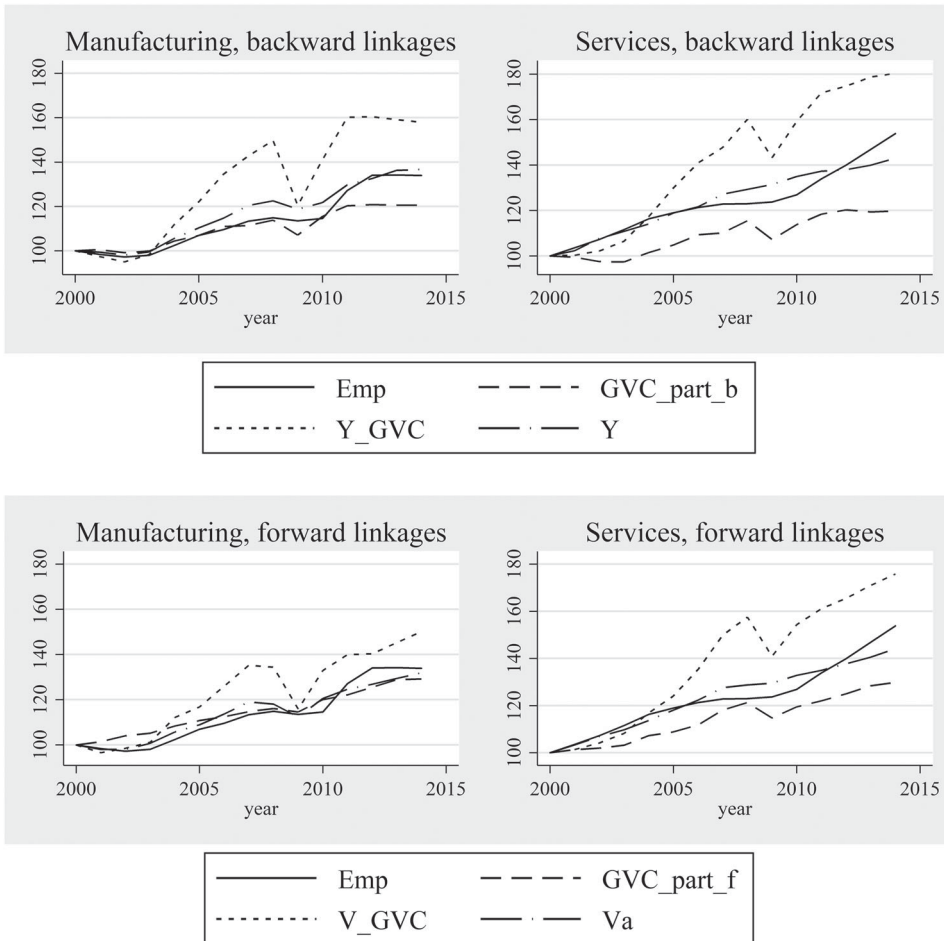 Manufacturing, backward linkages
180
160
140
120
100
2000
2005
2010
2015
year
Services, backward linkages
180
160
140
120
100
2000
2005
2010
2015
year
Emp
GVC_part_b
Y_GVC
Y
Manufacturing, forward linkages
180
160
140
120
100
2000
2005
2010
2015
year
Services, forward linkages
180
160
140
120
100
2000
2005
2010
2015
year
Emp
GVC_part_f
V_GVC
Va